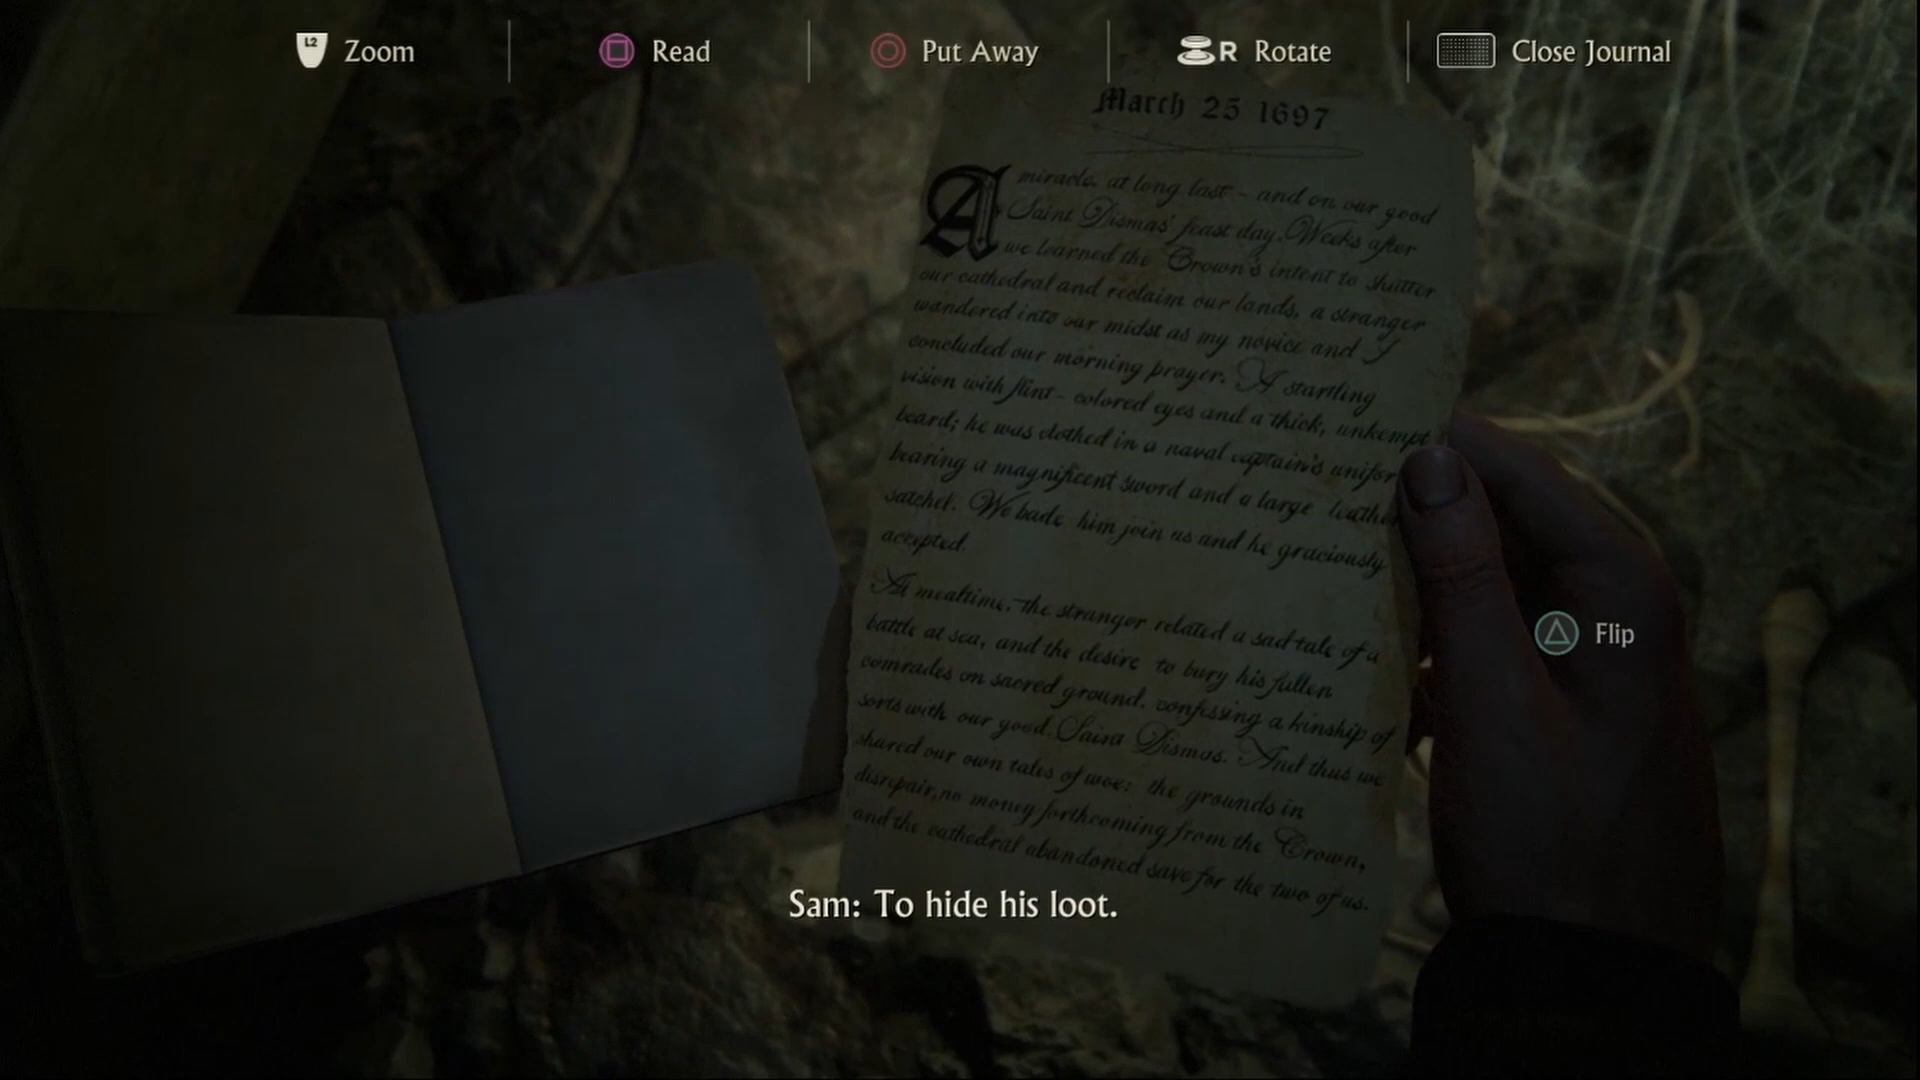 L2 Zoom
Read
Put Away
R Rotate
Close Journal
March 25 1697
A miracle, at long last - and on our good
Saint Dismas' feast day. Weeks after
we learned the Crown's intent to shutter
our cathedral and reclaim our lands, a stranger
wandered into our midst as my novice and I
concluded our morning prayer. A startling
vision with flint-colored eyes and a thick, unkempt
beard; he was clothed in a naval captain's unifor
bearing a magnificent sword and a large leather
satchel. We bade him join us and he graciously
accepted.
At mealtime, the stranger related a sad tale of a
battle at sea, and the desire to bury his fallen
comrades on sacred ground, confessing a kinship of
sorts with our good Saint Dismas. And thus we
shared our own tales of woe: the grounds in
disrepair, no money forthcoming from the Crown,
and the cathedral abandoned save for the two of us.
Flip
Sam: To hide his loot.